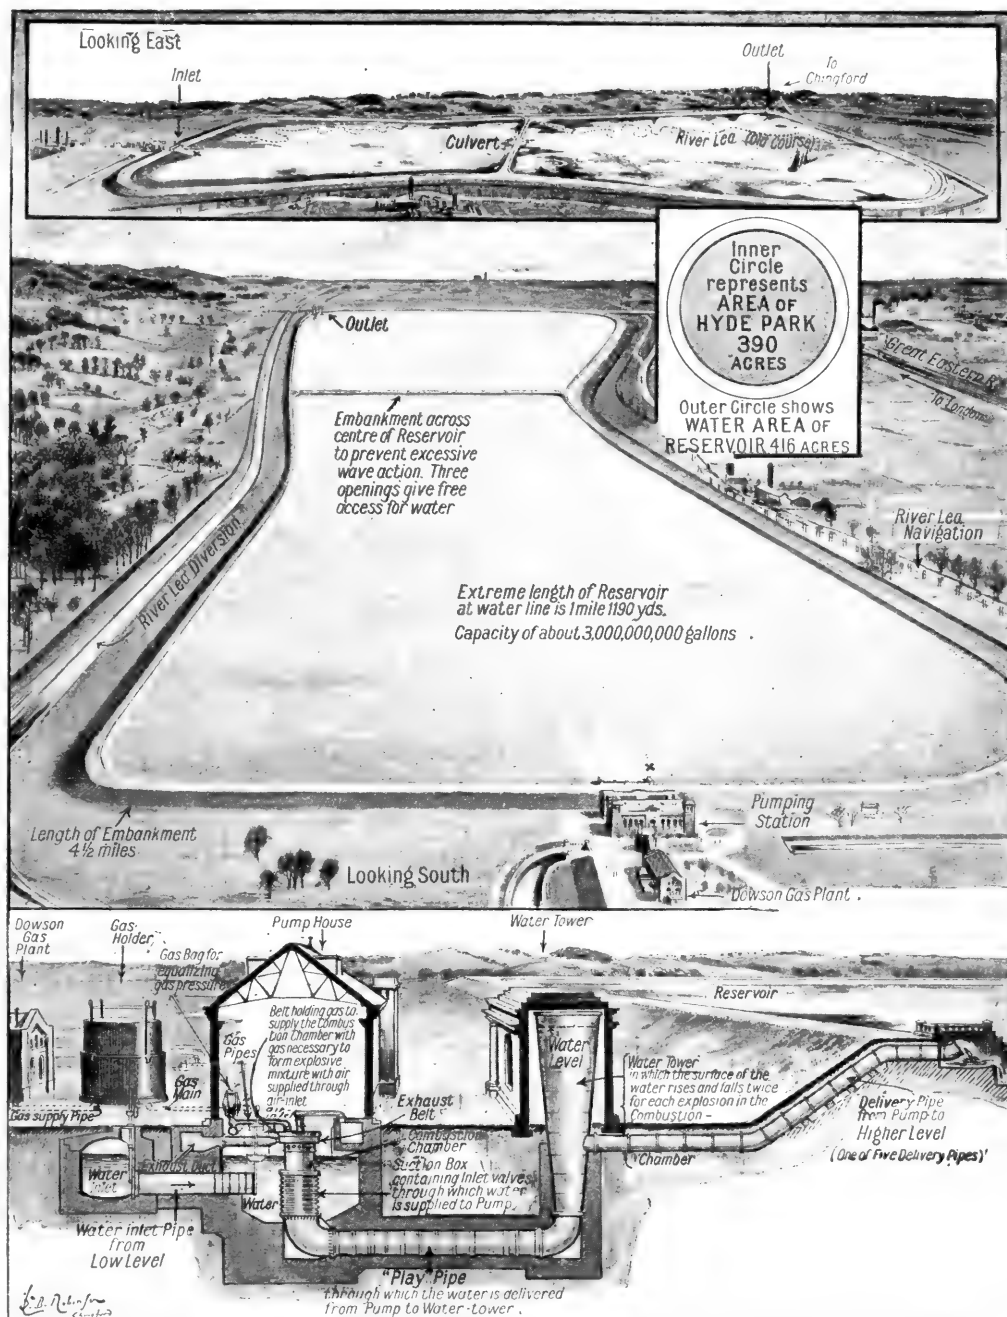 Looking East
Inlet
Outlet
To
Chingford
Culvert
River Lea (Old Course)
Inner
Circle
represents
AREA OF
HYDE PARK
390
ACRES
Outer Circle shows
WATER AREA OF
RESERVOIR 416 ACRES
Outlet
Great Eastern Ry
To London
Embankment across
centre of Reservoir
to prevent excessive
wave action. Three
openings give free
access for water
River Lea Diversion
River Lea
Navigation
Extreme length of Reservoir
at water line is 1 mile 1190 yds.
Capacity of about 3,000,000,000 gallons.
Length of Embankment
4½ miles
Looking South
Pumping
Station
Dowson Gas Plant.
Dowson
Gas
Plant
Gas-
Holder
Gas Bag for
equalizing
gas pressure
Pump House
Water Tower
Reservoir
Belt holding gas to
supply the Combus
tion Chamber with
gas necessary to
form explosive
mixture with air
supplied through
air-inlet
Gas
Pipes
Gas
Main
Gas supply Pipe
Exhaust
Belt
Combustion
Chamber
Suction Box
containing Inlet valves
through which water
is supplied to Pump.
Water
Level
Water Tower
in which the surface of the
water rises and falls twice
for each explosion in the
Combustion -
Chamber
Delivery Pipe
from Pump to
Higher Level
(One of Five Delivery Pipes)
Water
Inlet
Exhaust Duct
Water
Water inlet Pipe
from
Low Level
"Play" Pipe
through which the water is delivered
from Pump to Water-tower.